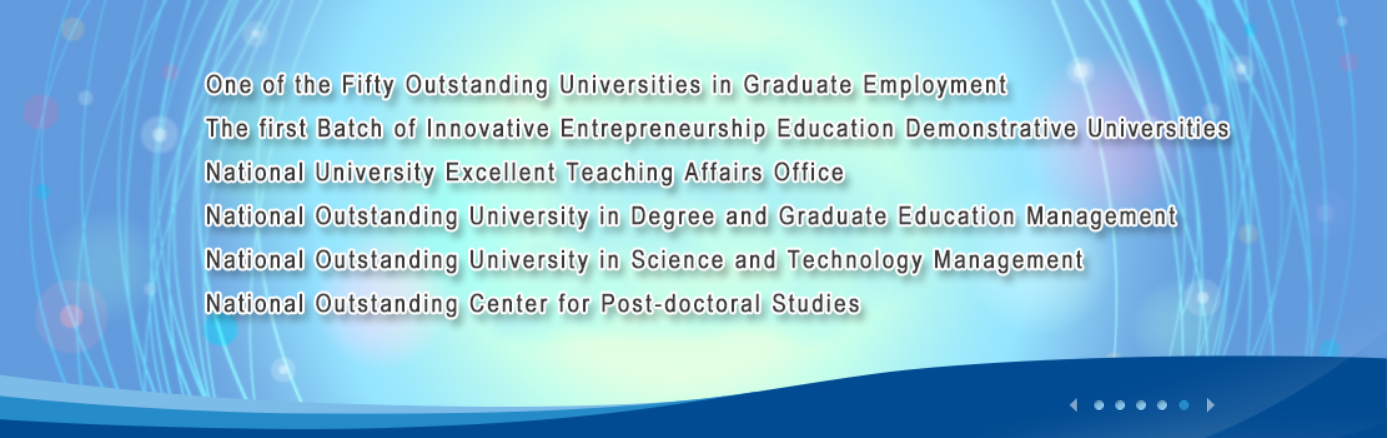 One of the Fifty Outstanding Universities in Graduate Employment
The first Batch of Innovative Entrepreneurship Education Demonstrative Universities
National University Excellent Teaching Affairs Office
National Outstanding University in Degree and Graduate Education Management
National Outstanding University in Science and Technology Management
National Outstanding Center for Post-doctoral Studies